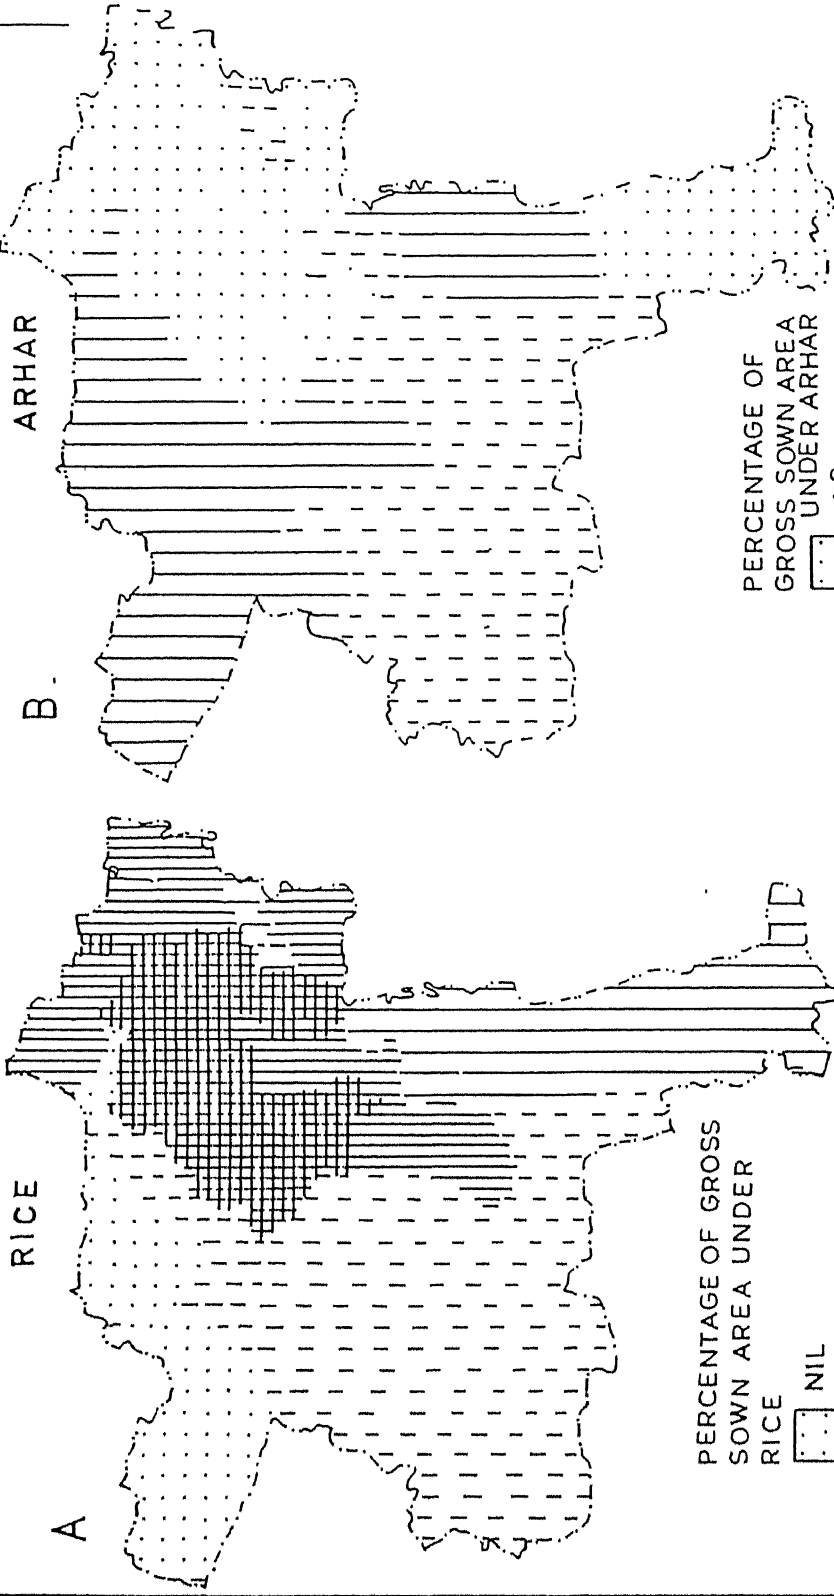 A
RICE
PERCENTAGE OF GROSS
SOWN AREA UNDER
RICE
NIL
B.
ARHAR
PERCENTAGE OF
GROSS SOWN AREA
UNDER ARHAR